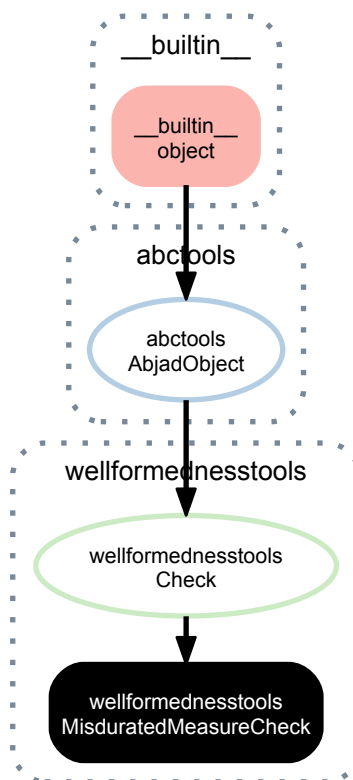 __builtin__
__builtin__
object
abctools
abctools
AbjadObject
wellformednesstools
wellformednesstools
Check
wellformednesstools
MisduratedMeasureCheck